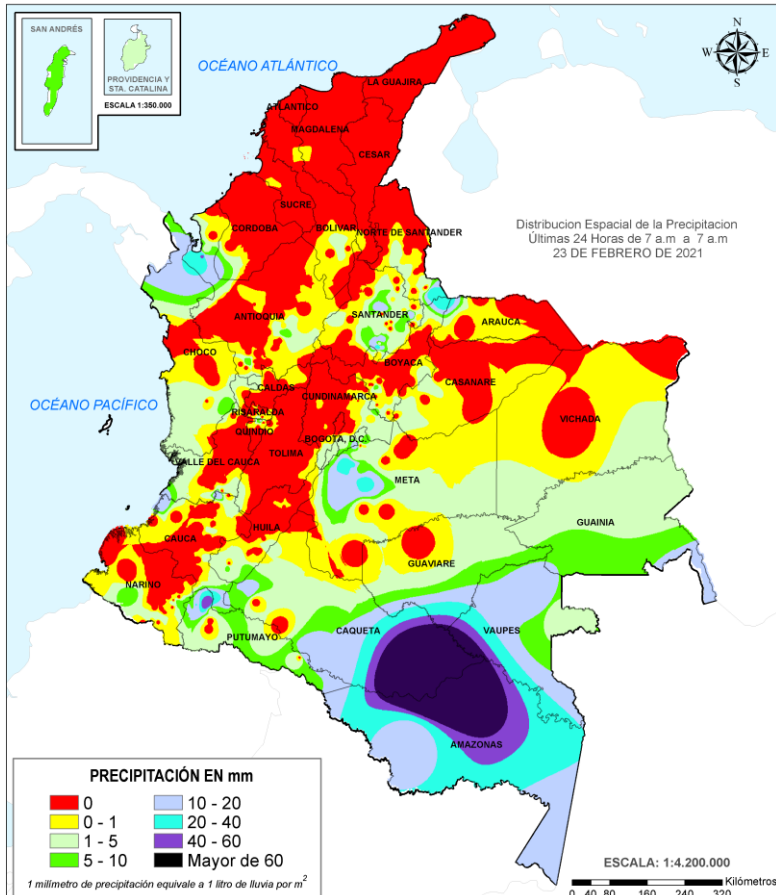 SAN ANDRÉS
PROVIDENCIA Y
STA. CATALINA
ESCALA 1:350.000
OCÉANO ATLÁNTICO
N
W E
S
LA GUAJIRA
ATLANTICO
MAGDALENA
CESAR
SUCRE
CORDOBA
BOLIVAR
NORTE DE SANTANDER
Distribucion Espacial de la Precipitacion
Últimas 24 Horas de 7 a.m a 7 a.m
23 DE FEBRERO DE 2021
ANTIOQUIA
SANTANDER
ARAUCA
CHOCO
BOYACA
CALDAS
CASANARE
CUNDINAMARCA
OCÉANO PACÍFICO
RISARALDA
VICHADA
QUINDIO
BOGOTA, D.C.
TOLIMA
VALLE DEL CAUCA
META
GUAINIA
HUILA
CAUCA
GUAVIARE
NARIÑO
CAQUETA
VAUPES
PUTUMAYO
AMAZONAS
PRECIPITACIÓN EN mm
0
0 - 1
1 - 5
5 - 10
10 - 20
20 - 40
40 - 60
Mayor de 60
1 milímetro de precipitación equivale a 1 litro de lluvia por m²
ESCALA: 1:4.200.000
Kilómetros
0 40 80 160 240 320